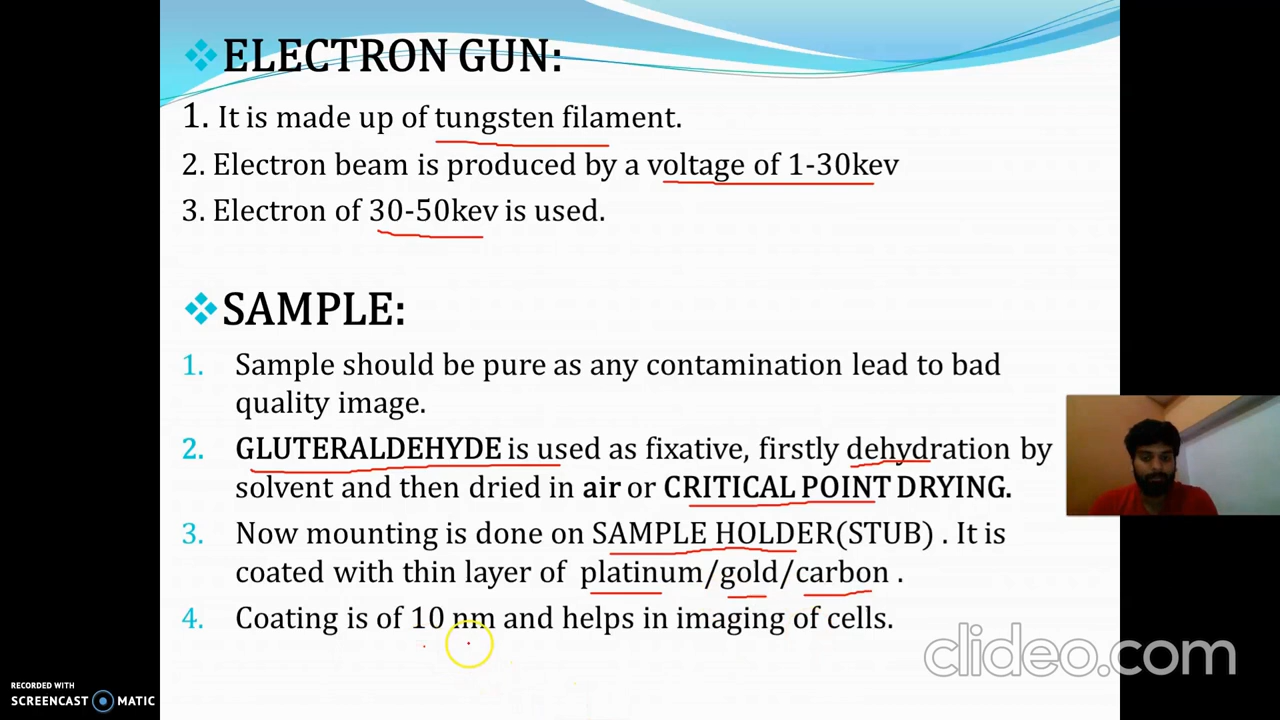 ELECTRON GUN:
1. It is made up of tungsten filament.
2. Electron beam is produced by a voltage of 1-30kev
3. Electron of 30-50kev is used.
SAMPLE:
1. Sample should be pure as any contamination lead to bad
quality image.
2. GLUTERALDEHYDE is used as fixative, firstly dehydration by
solvent and then dried in air or CRITICAL POINT DRYING.
3. Now mounting is done on SAMPLE HOLDER(STUB) . It is
coated with thin layer of platinum/gold/carbon .
4. Coating is of 10 nm and helps in imaging of cells.
clideo.com
RECORDED WITH
SCREENCAST MATIC